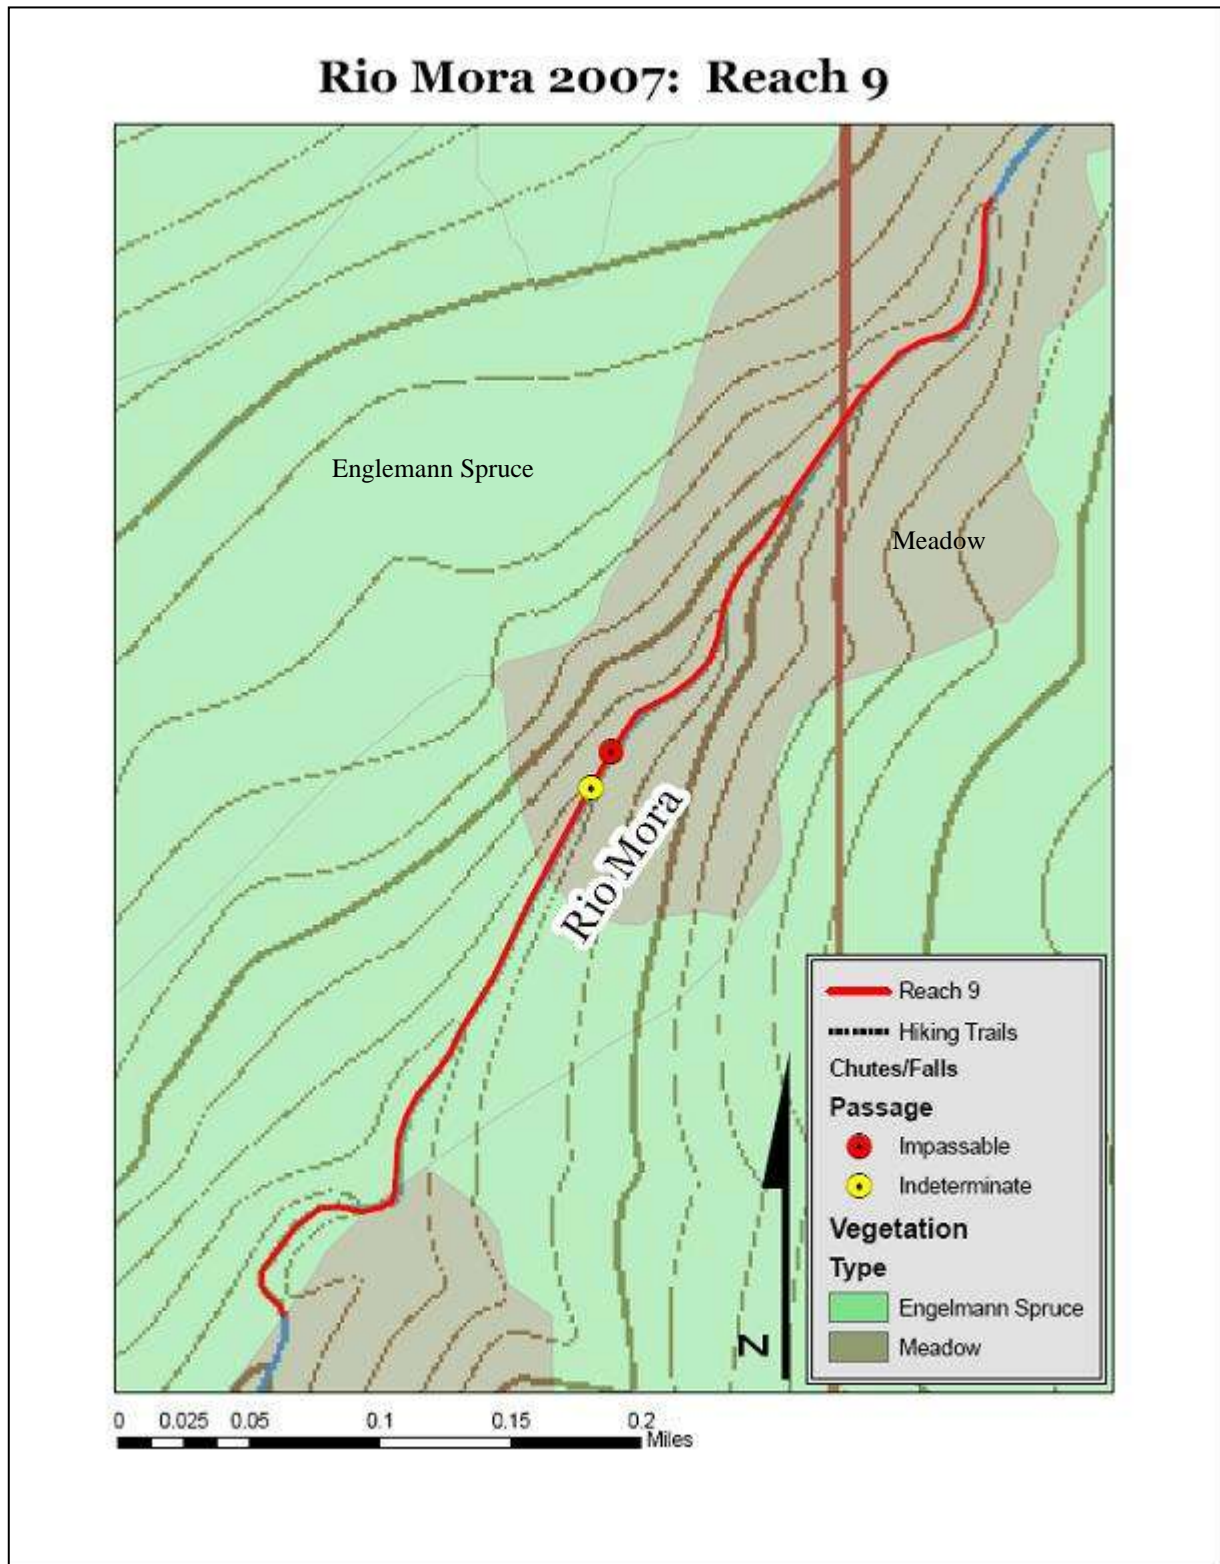 Rio Mora 2007: Reach 9
Englemann Spruce
Meadow
Rio Mora
Reach 9
Hiking Trails
Chutes/Falls
Passage
Impassable
Indeterminate
Vegetation
Type
Engelmann Spruce
Meadow
N
0 0.025 0.05 0.1 0.15 0.2
Miles